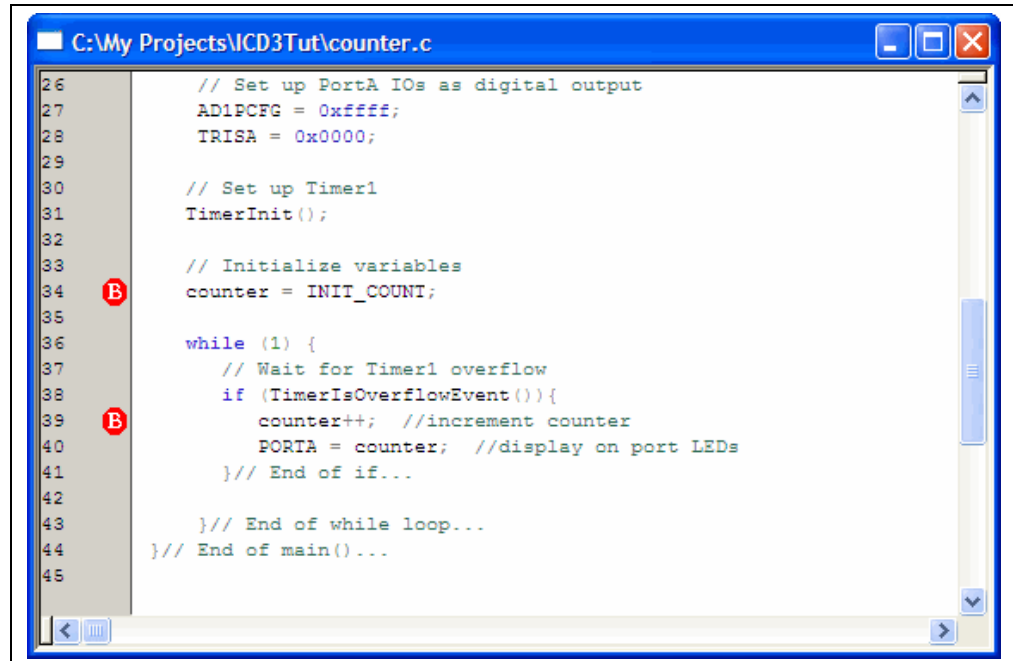 C:\My Projects\ICD3Tut\counter.c
26 // Set up PortA IOs as digital output
27 AD1PCFG = 0xffff;
28 TRISA = 0x0000;
29
30 // Set up Timer1
31 TimerInit();
32
33 // Initialize variables
34 B counter = INIT_COUNT;
35
36 while (1) {
37 // Wait for Timer1 overflow
38 if (TimerIsOverflowEvent()){
39 B counter++; //increment counter
40 PORTA = counter; //display on port LEDs
41 }// End of if...
42
43 }// End of while loop...
44 }// End of main()...
45